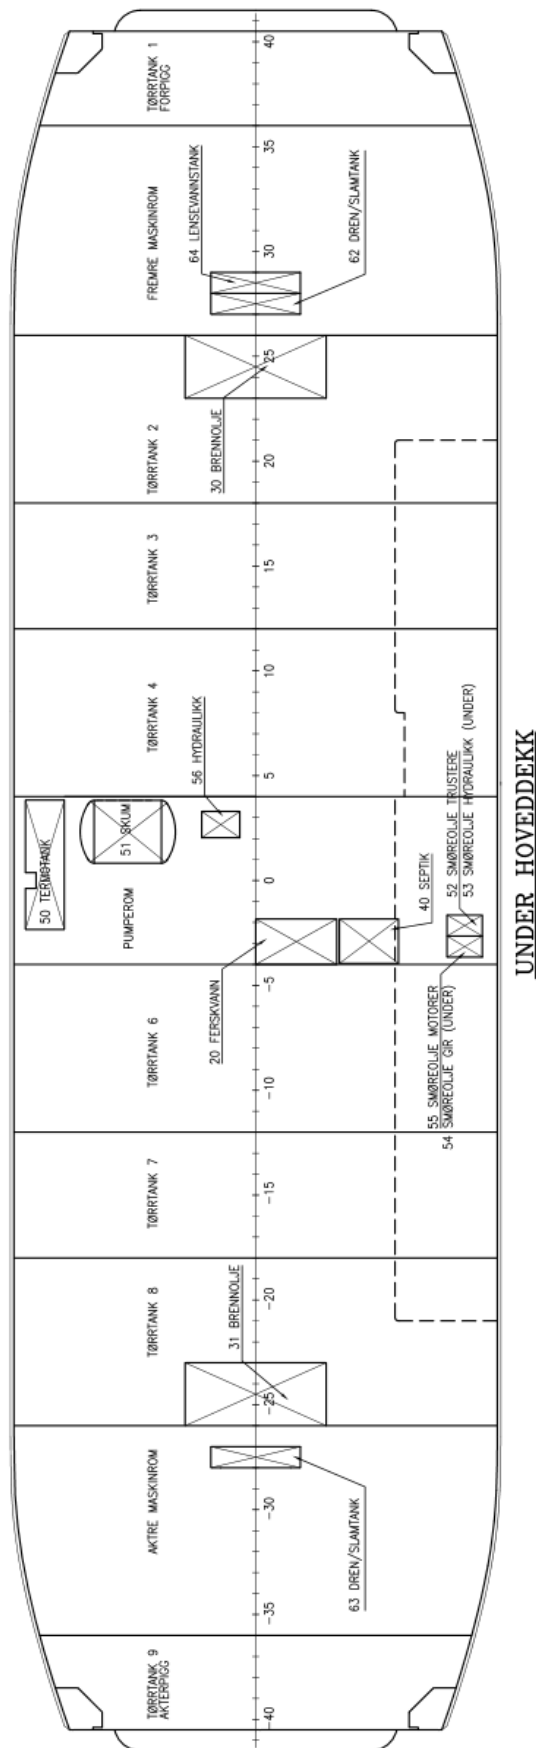 TØRRTANK 1
FORPIGG
FREMRE MASKINROM
64 LENSEVANNSTANK
62 DREN/SLAMTANK
30 BRENNOLJE
TØRRTANK 2
TØRRTANK 3
TØRRTANK 4
56 HYDRAULIKK
50 TERMOTANK
51 SKUM
PUMPEROM
20 FERSKVANN
40 SEPTIK
52 SMØREOLJE TRUSTERE
53 SMØREOLJE HYDRAULIKK (UNDER)
55 SMØREOLJE MOTORER
54 SMØREOLJE GIR (UNDER)
TØRRTANK 6
TØRRTANK 7
TØRRTANK 8
31 BRENNOLJE
AKTRE MASKINROM
63 DREN/SLAMTANK
TØRRTANK 9
AKTERPIGG
40
35
30
25
20
15
10
5
0
-5
-10
-15
-20
-25
-30
-35
-40
UNDER HOVEDDEKK